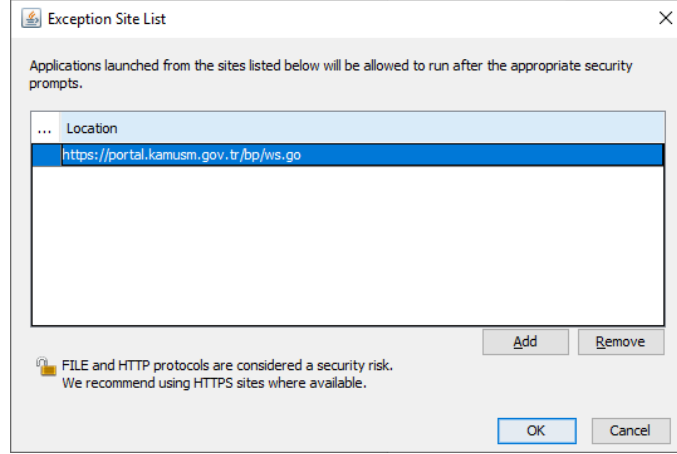 Exception Site List
Applications launched from the sites listed below will be allowed to run after the appropriate security
prompts.
... Location
https://portal.kamusm.gov.tr/bp/ws.go
Add Remove
FILE and HTTP protocols are considered a security risk.
We recommend using HTTPS sites where available.
OK Cancel